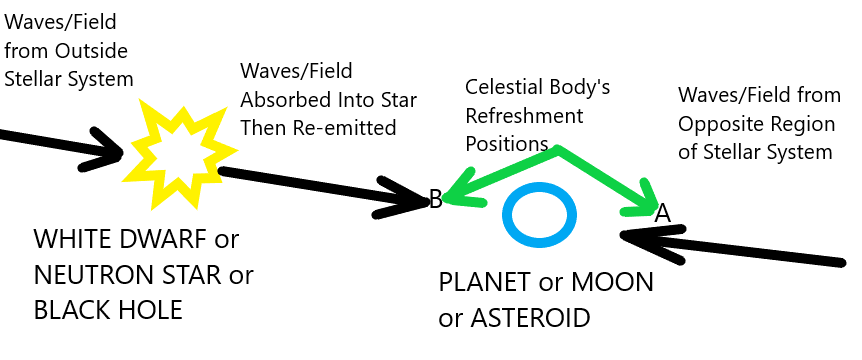 Waves/Field
from Outside
Stellar System
Waves/Field
Absorbed Into Star
Then Re-emitted
Celestial Body's
Refreshment
Positions
Waves/Field from
Opposite Region
of Stellar System
B
A
WHITE DWARF or
NEUTRON STAR or
BLACK HOLE
PLANET or MOON
or ASTEROID